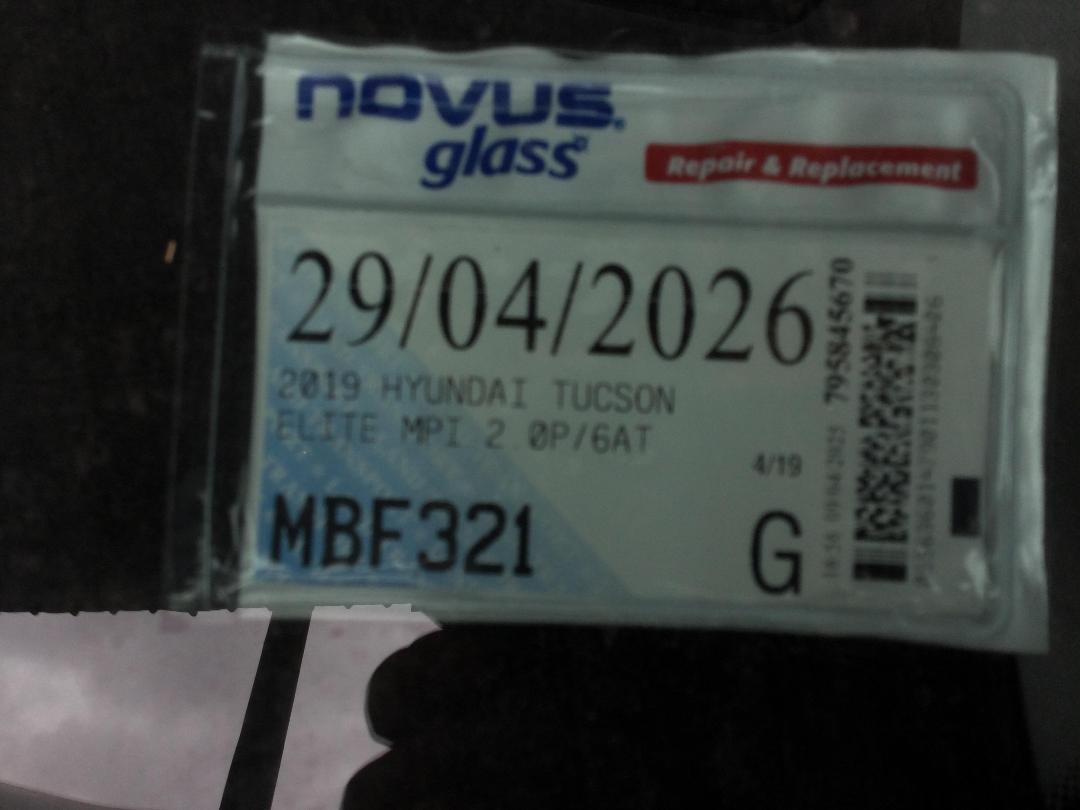 novus
glass
Repair & Replacement
29/04/2026
2019 HYUNDAI TUCSON
ELITE MPI 2 0P/6AT
4/19
MBF321
G
795845670